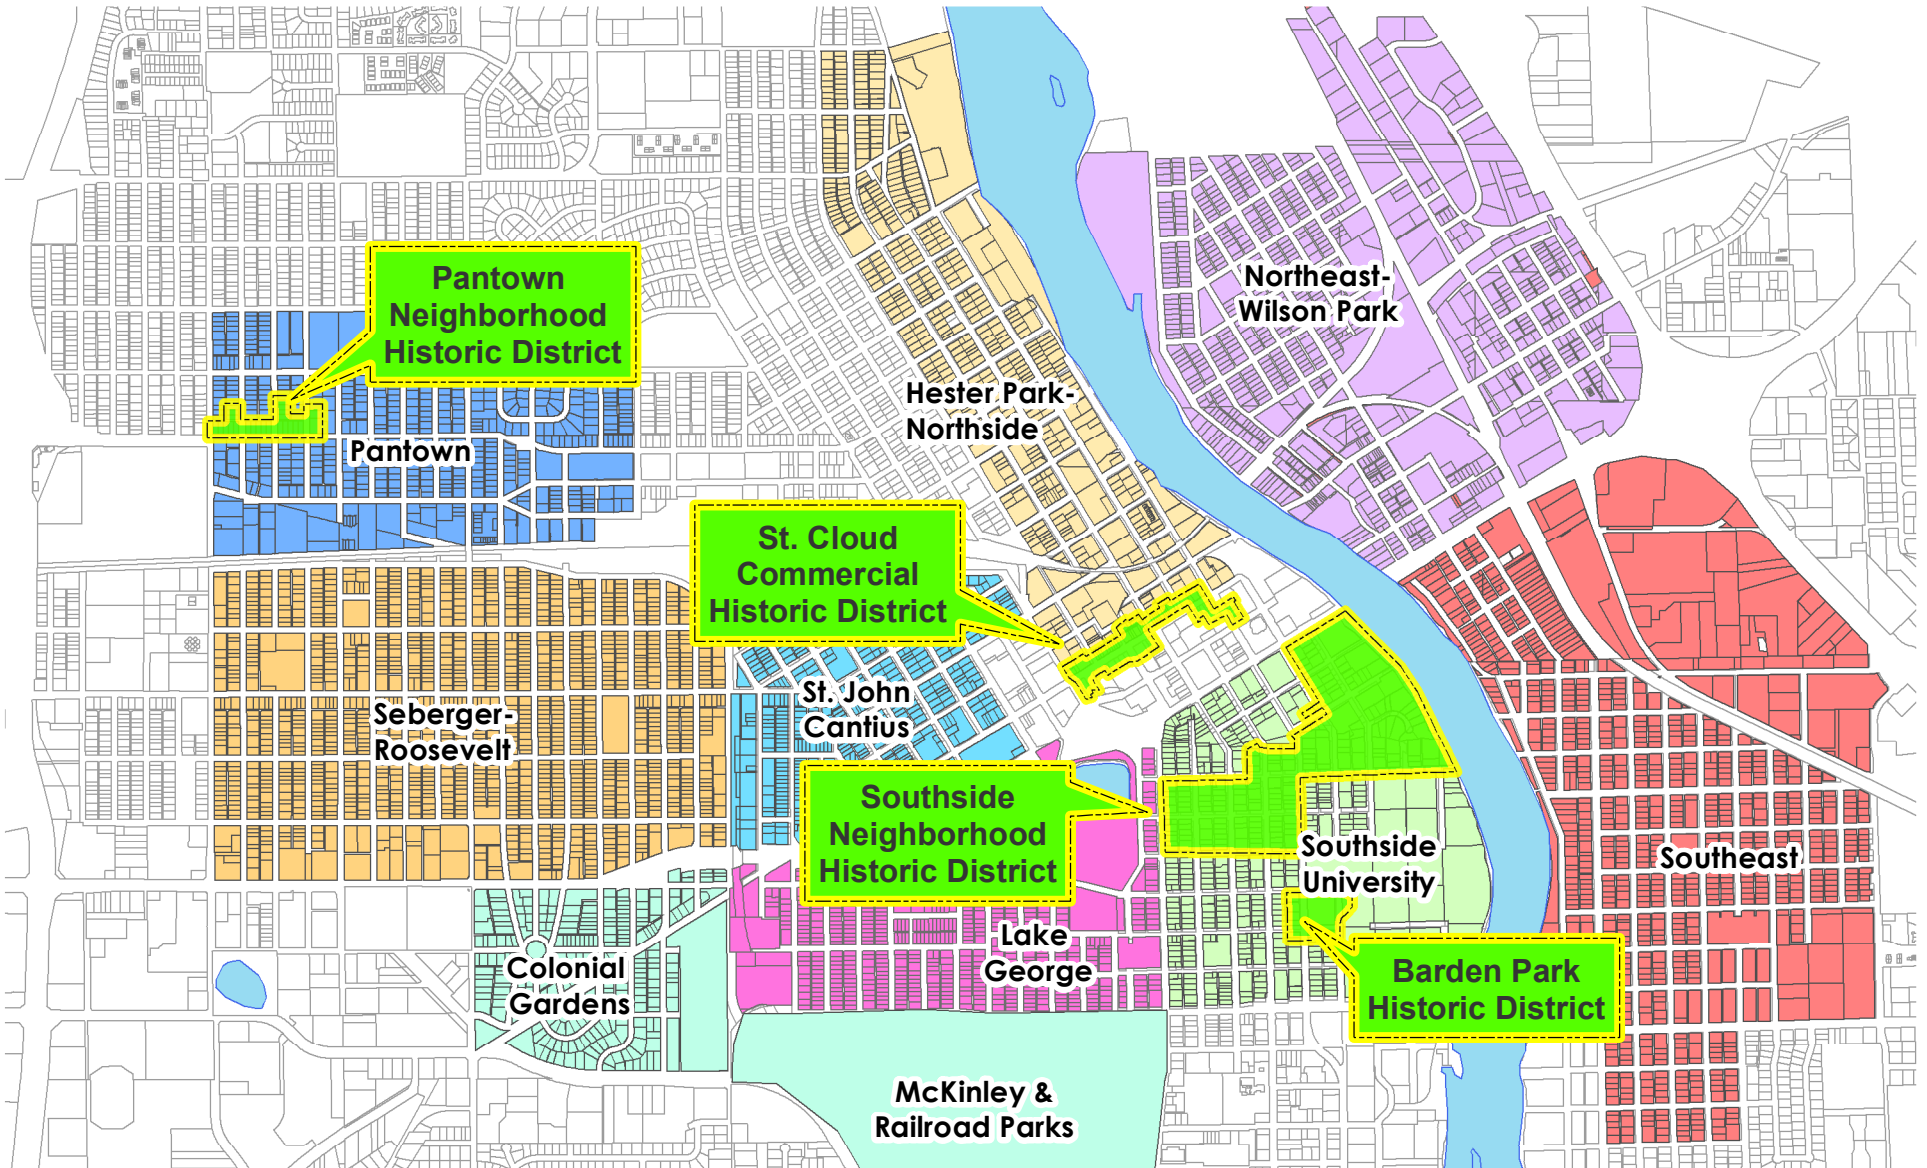 Pantown
Neighborhood
Historic District
Northeast-
Wilson Park
Hester Park-
Northside
Pantown
St. Cloud
Commercial
Historic District
St. John
Cantius
Seberger-
Roosevelt
Southside
Neighborhood
Historic District
Southside
University
Southeast
Lake
George
Colonial
Gardens
Barden Park
Historic District
McKinley &
Railroad Parks